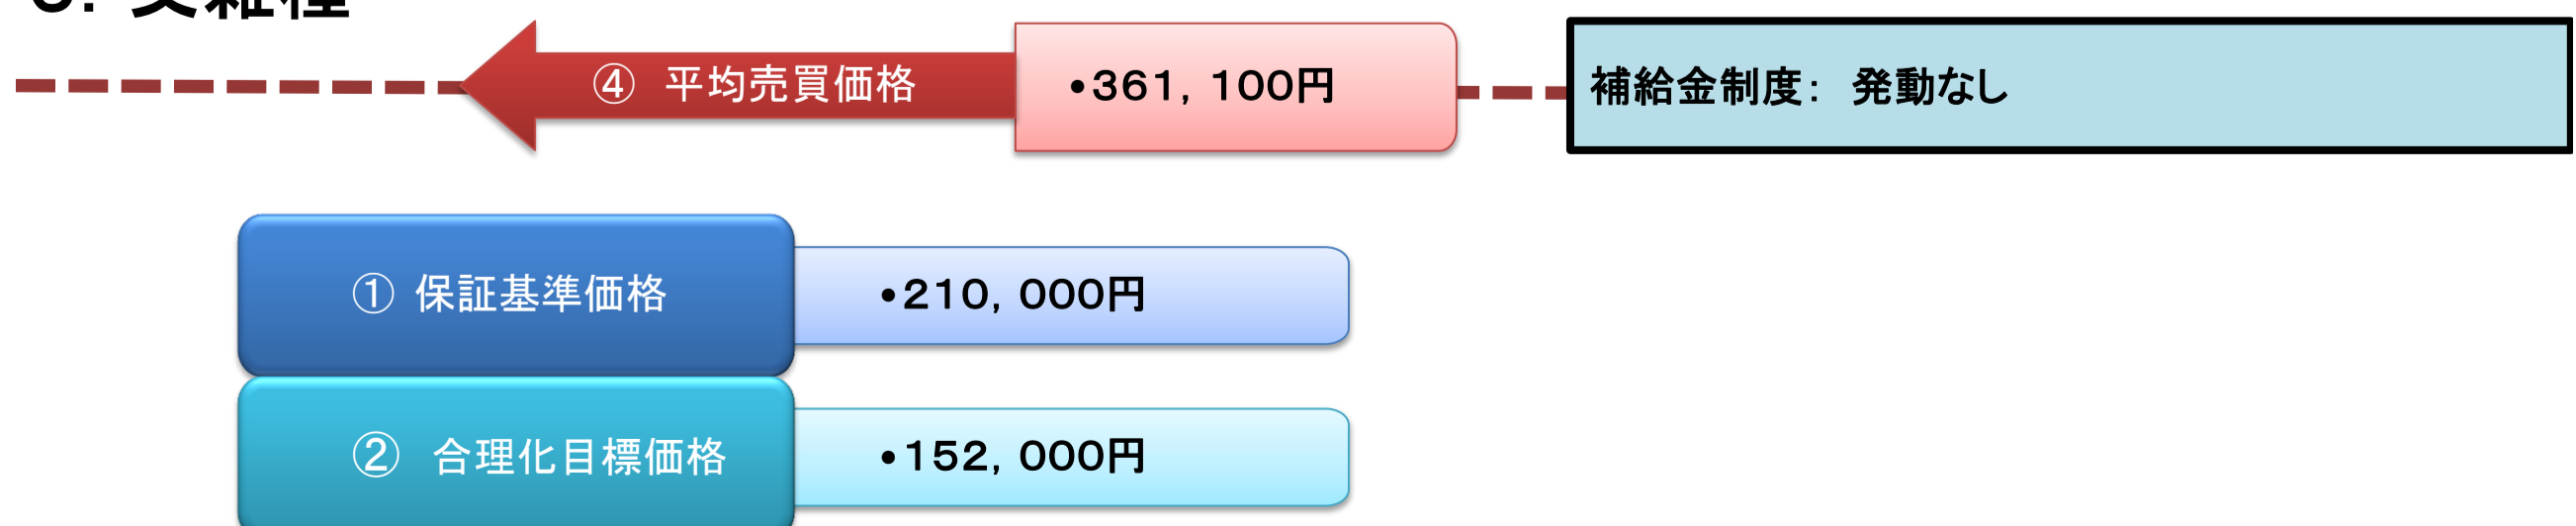 ④ 平均売買価格
•361，100円
補給金制度： 発動なし
① 保証基準価格
•210，000円
② 合理化目標価格
•152，000円